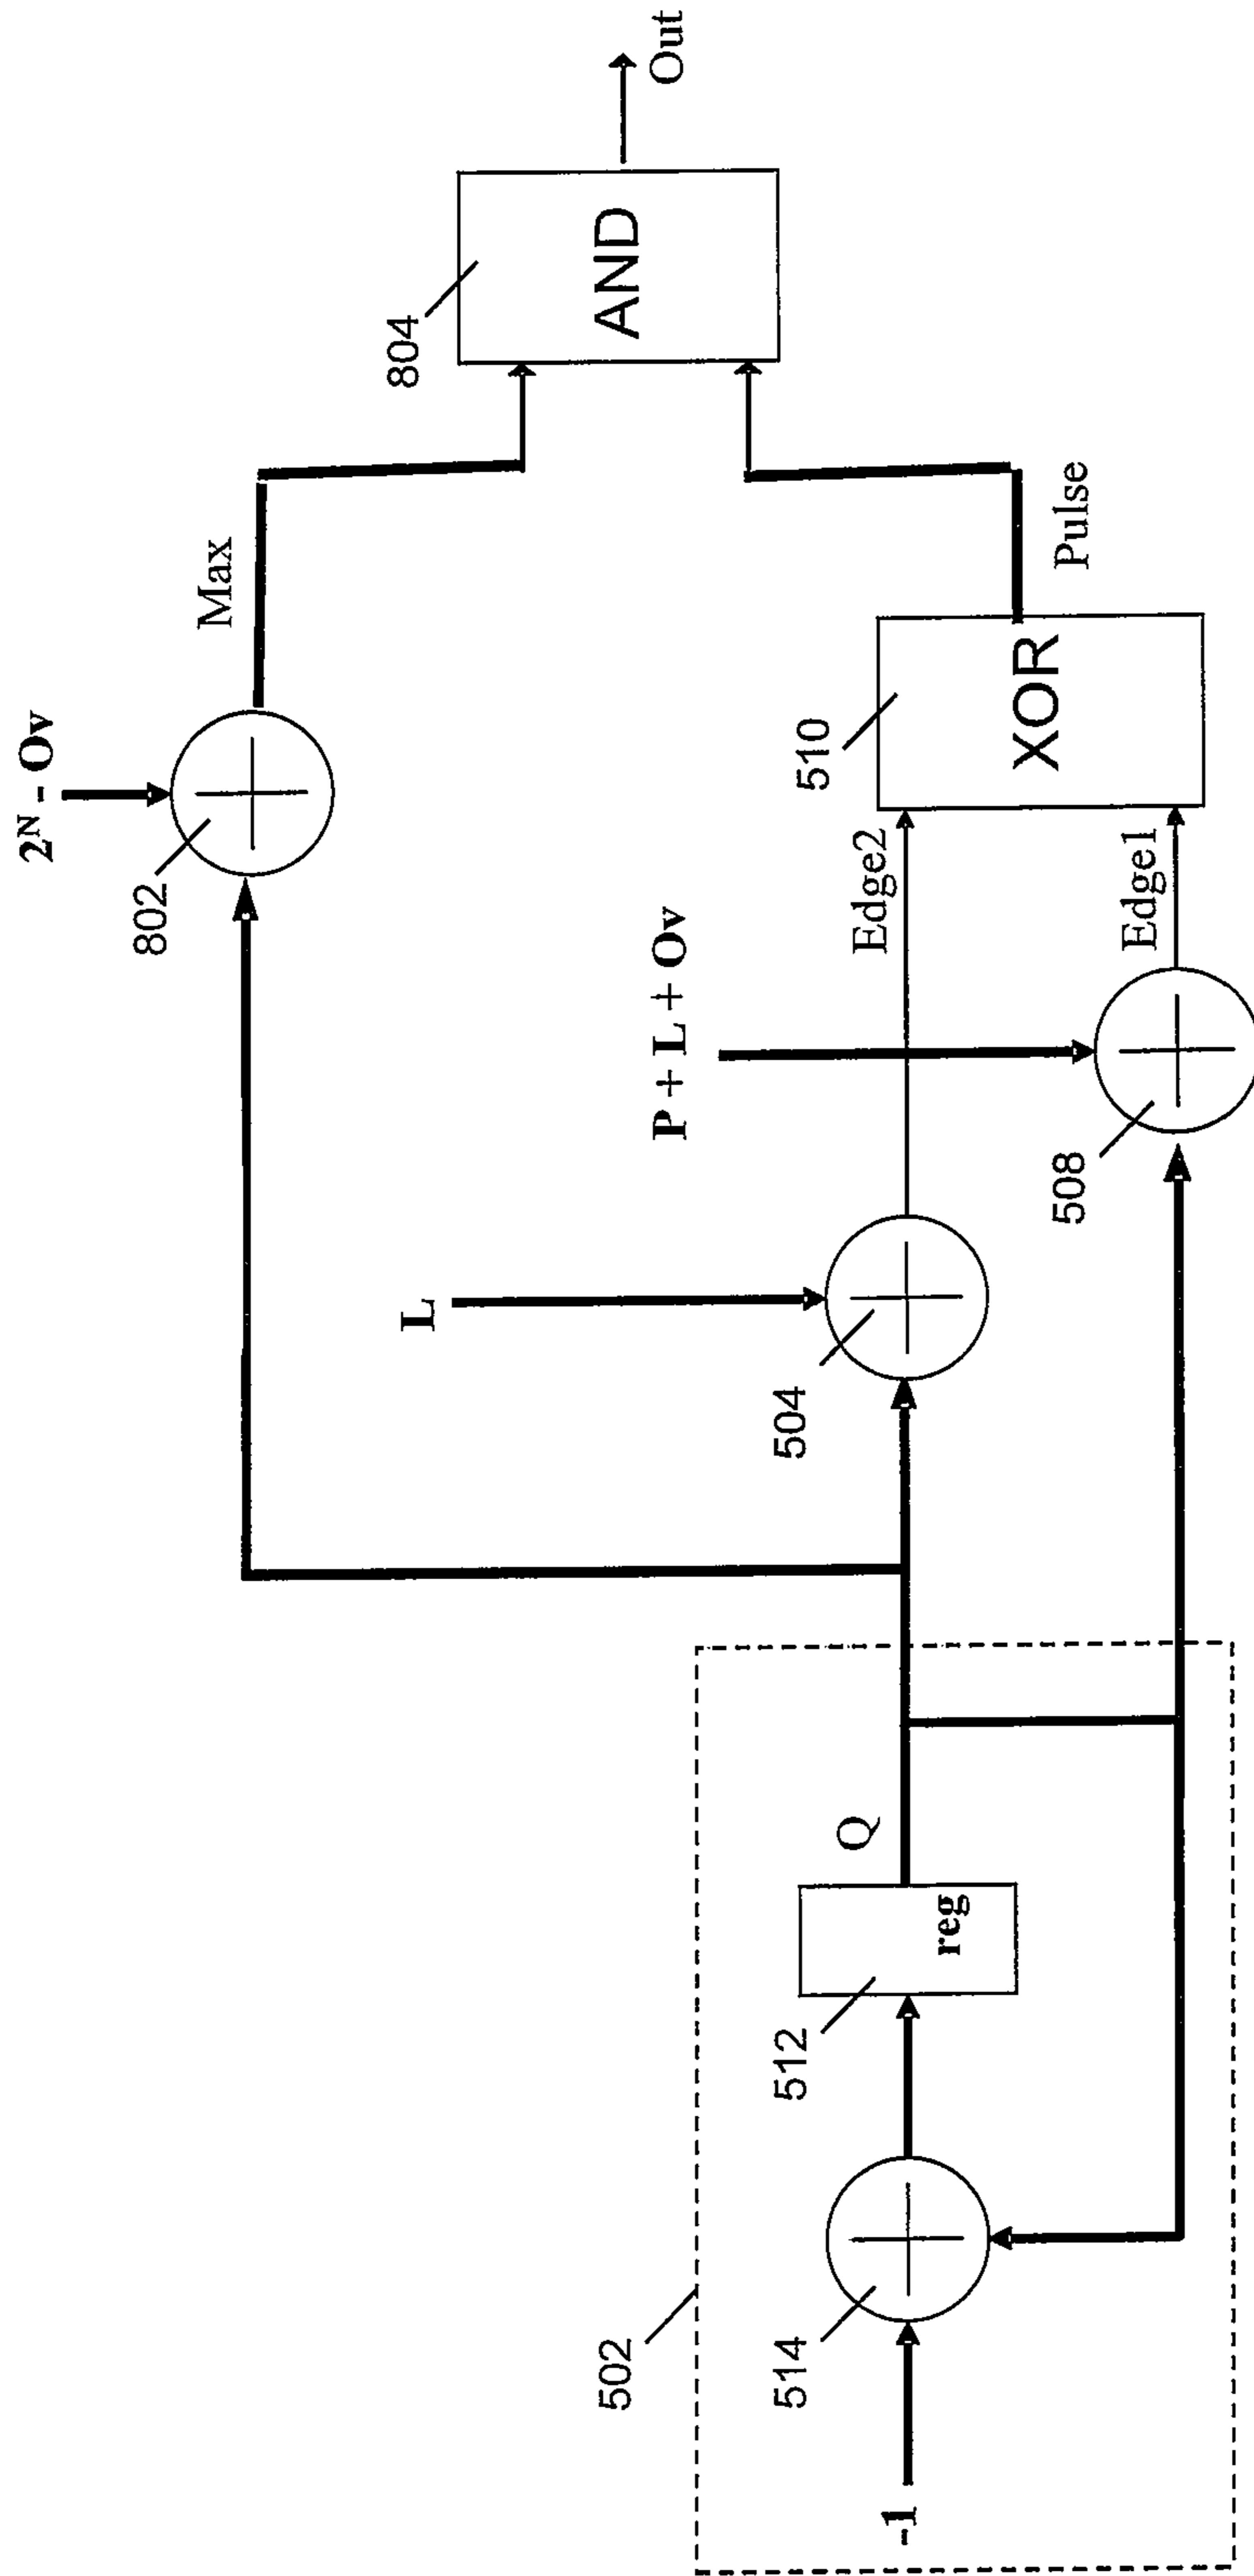 2ᴺ - Ov
802
Max
804
AND
Out
L
P + L + Ov
504
Edge2
510
XOR
Pulse
508
Edge1
502
-1
514
512
reg
Q